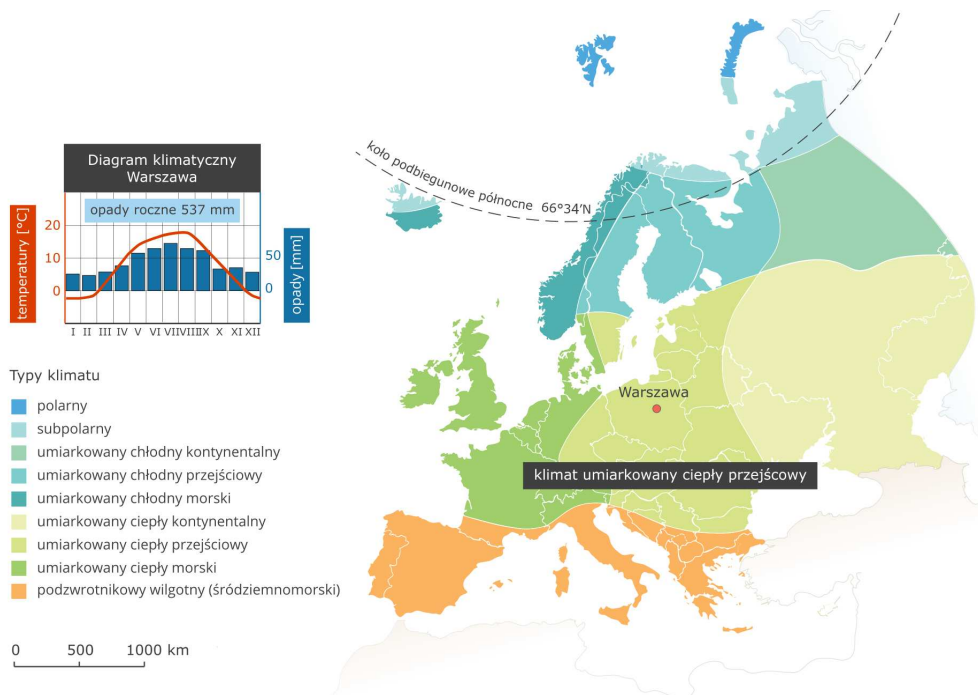 Diagram klimatyczny
Warszawa
opady roczne 537 mm
temperatury [°C]
20
10
0
50
0
opady [mm]
I II III IV V VI VII VIII IX X XI XII
Typy klimatu
polarny
subpolarny
umiarkowany chłodny kontynentalny
umiarkowany chłodny przejściowy
umiarkowany chłodny morski
umiarkowany ciepły kontynentalny
umiarkowany ciepły przejściowy
umiarkowany ciepły morski
podzwrotnikowy wilgotny (śródziemnomorski)
0 500 1000 km
koło podbiegunowe północne 66°34′N
Warszawa
klimat umiarkowany ciepły przejścowy